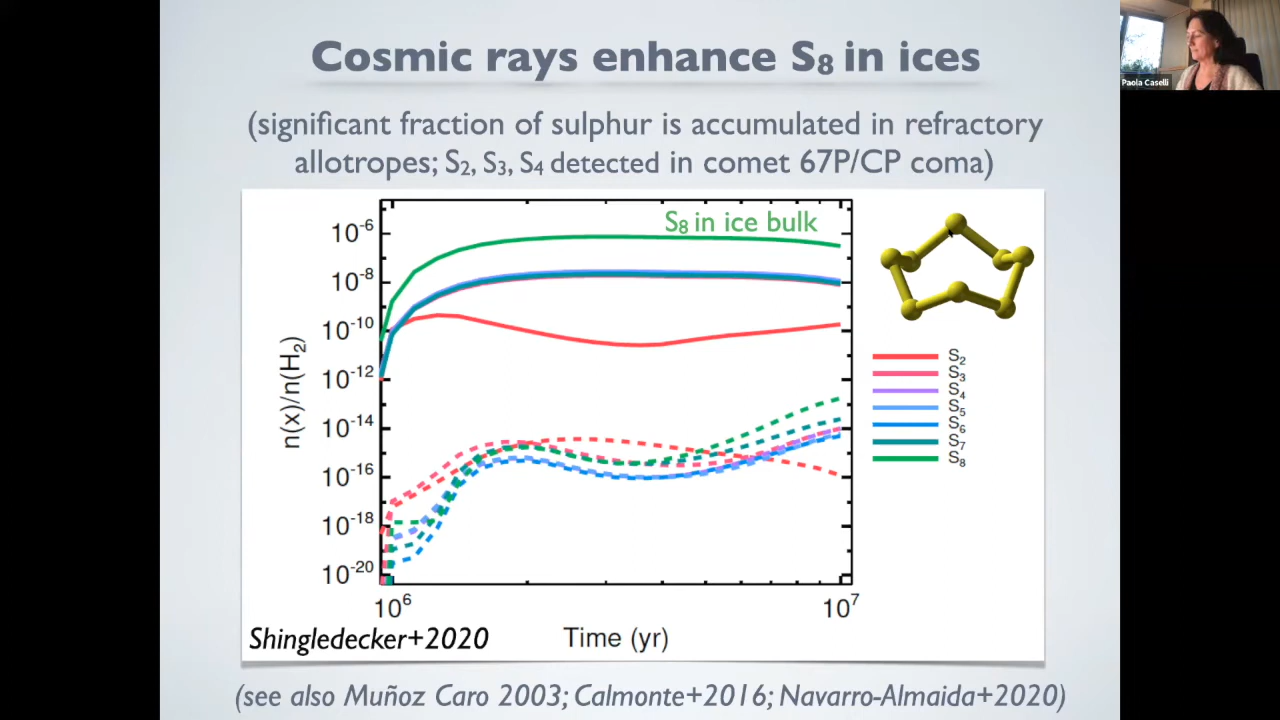 Cosmic rays enhance S₈ in ices
Paola Caselli
(significant fraction of sulphur is accumulated in refractory
allotropes; S₂, S₃, S₄ detected in comet 67P/CP coma)
S₈ in ice bulk
10⁻⁶
10⁻⁸
10⁻¹⁰
10⁻¹²
10⁻¹⁴
10⁻¹⁶
10⁻¹⁸
10⁻²⁰
n(x)/n(H₂)
S₂
S₃
S₄
S₅
S₆
S₇
S₈
10⁶
10⁷
Shingledecker+2020
Time (yr)
(see also Muñoz Caro 2003; Calmonte+2016; Navarro-Almaida+2020)